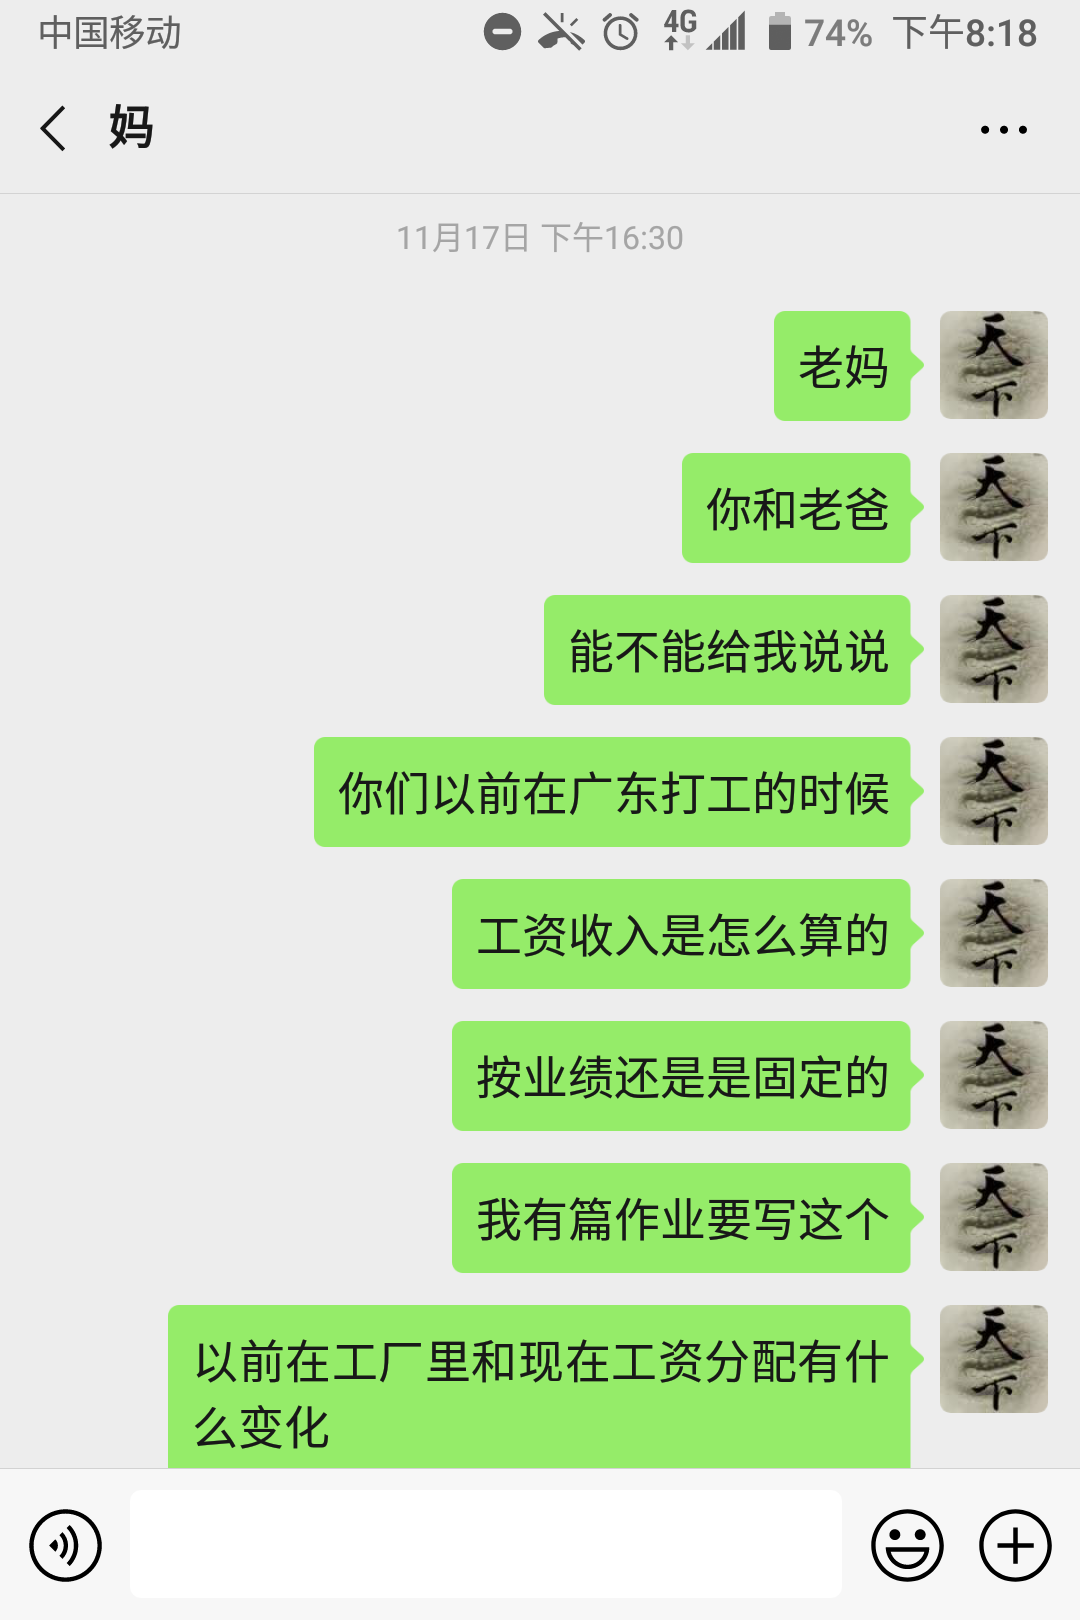 中国移动 4G 74% 下午8:18
妈
11月17日 下午16:30
老妈
天下
你和老爸
天下
能不能给我说说
天下
你们以前在广东打工的时候
天下
工资收入是怎么算的
天下
按业绩还是是固定的
天下
我有篇作业要写这个
天下
以前在工厂里和现在工资分配有什
么变化
天下